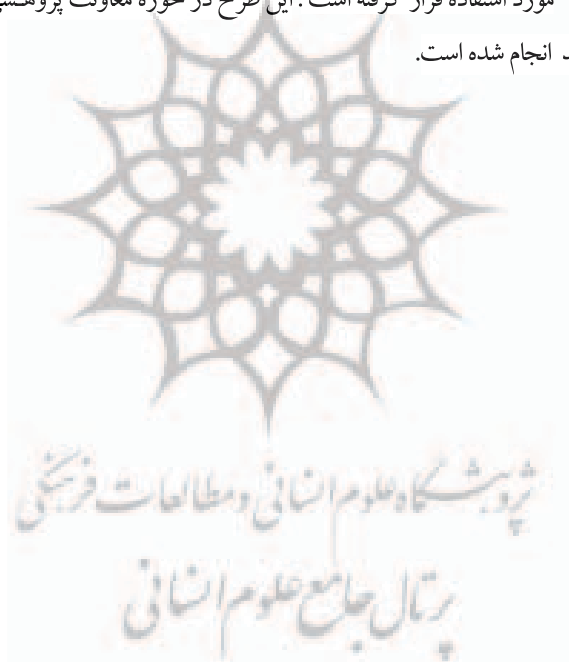 مورد استفاده قرار گرفته است. این طرح در حوزه معاونت پژوهشی
انجام شده است.
پژوهشگاه علوم انسانی و مطالعات فرهنگی
پرتال جامع علوم انسانی